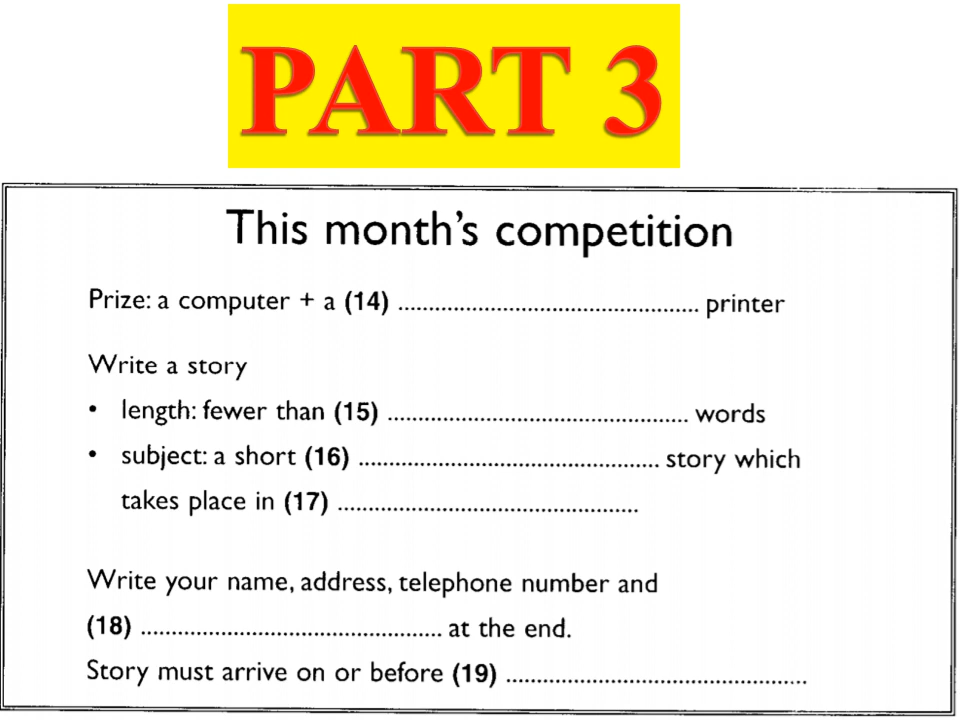 PART 3
This month's competition
Prize: a computer + a (14) ................................................ printer
Write a story
• length: fewer than (15) ................................................ words
• subject: a short (16) ................................................ story which
takes place in (17) ................................................
Write your name, address, telephone number and
(18) ................................................ at the end.
Story must arrive on or before (19) ................................................